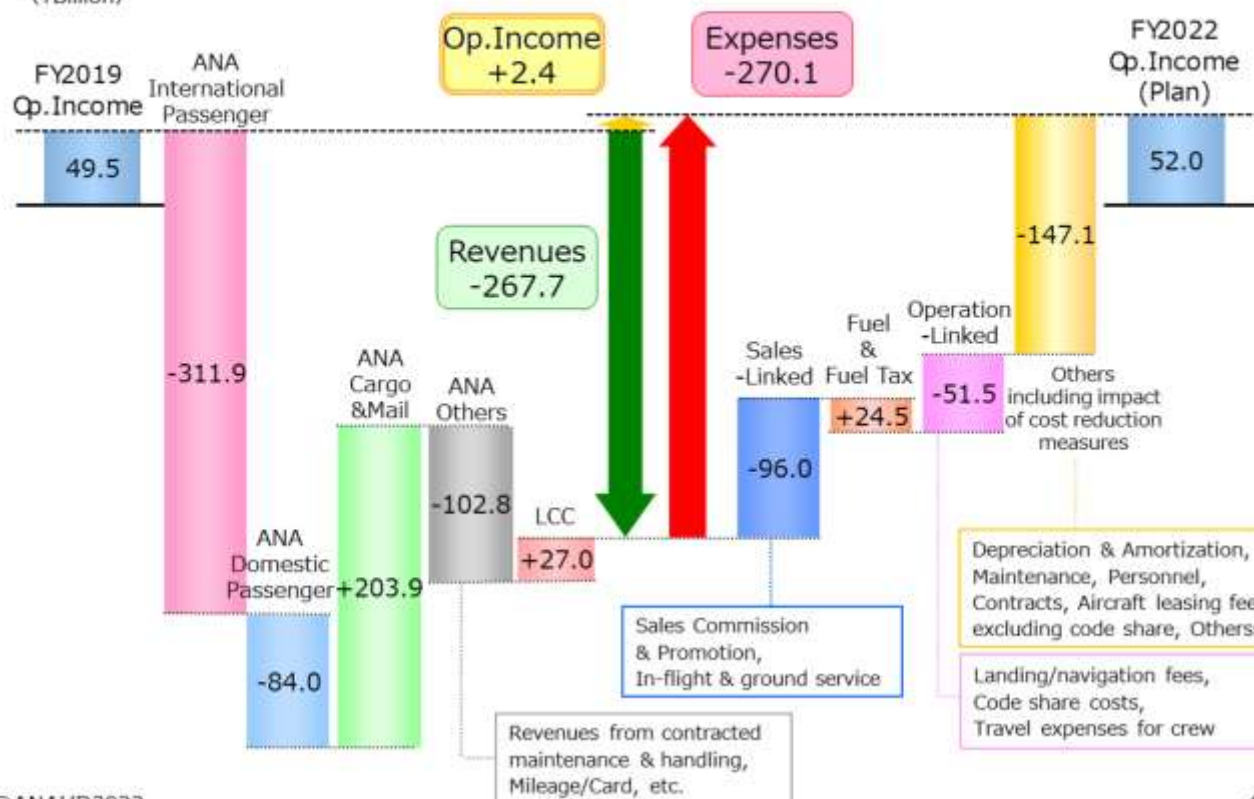 (¥Billion)
Op.Income
+2.4
Expenses
-270.1
FY2019
Op.Income
49.5
ANA
International
Passenger
-311.9
FY2022
Op.Income
(Plan)
52.0
Revenues
-267.7
ANA
Domestic
Passenger
-84.0
ANA
Cargo
&Mail
+203.9
ANA
Others
-102.8
LCC
+27.0
Sales
-Linked
-96.0
Fuel
&
Fuel Tax
+24.5
Operation
-Linked
-51.5
-147.1
Others
including impact
of cost reduction
measures
Sales Commission
& Promotion,
In-flight & ground service
Revenues from contracted
maintenance & handling,
Mileage/Card, etc.
Depreciation & Amortization,
Maintenance, Personnel,
Contracts, Aircraft leasing fee
excluding code share, Others
Landing/navigation fees,
Code share costs,
Travel expenses for crew